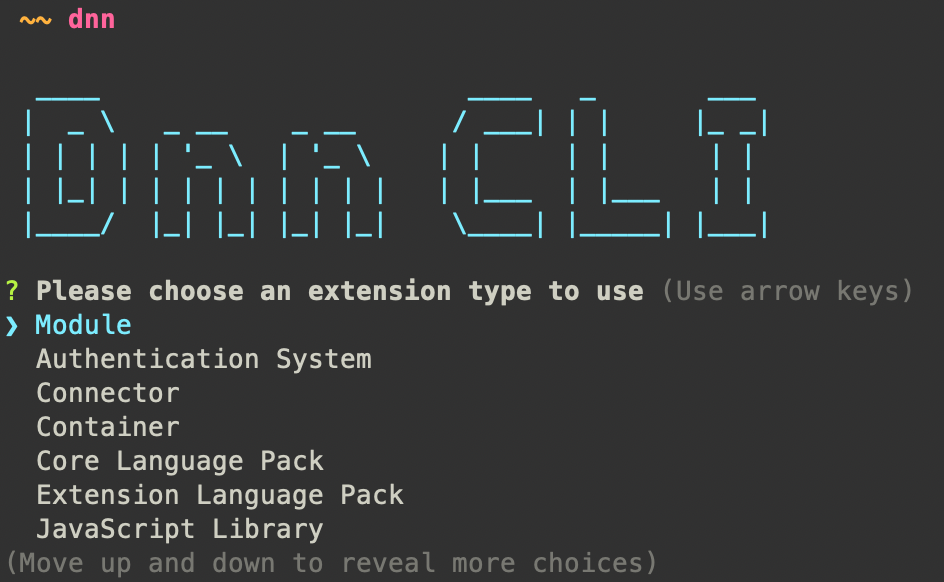 ~~ dnn
Dnn CLI
? Please choose an extension type to use (Use arrow keys)
❯ Module
Authentication System
Connector
Container
Core Language Pack
Extension Language Pack
JavaScript Library
(Move up and down to reveal more choices)